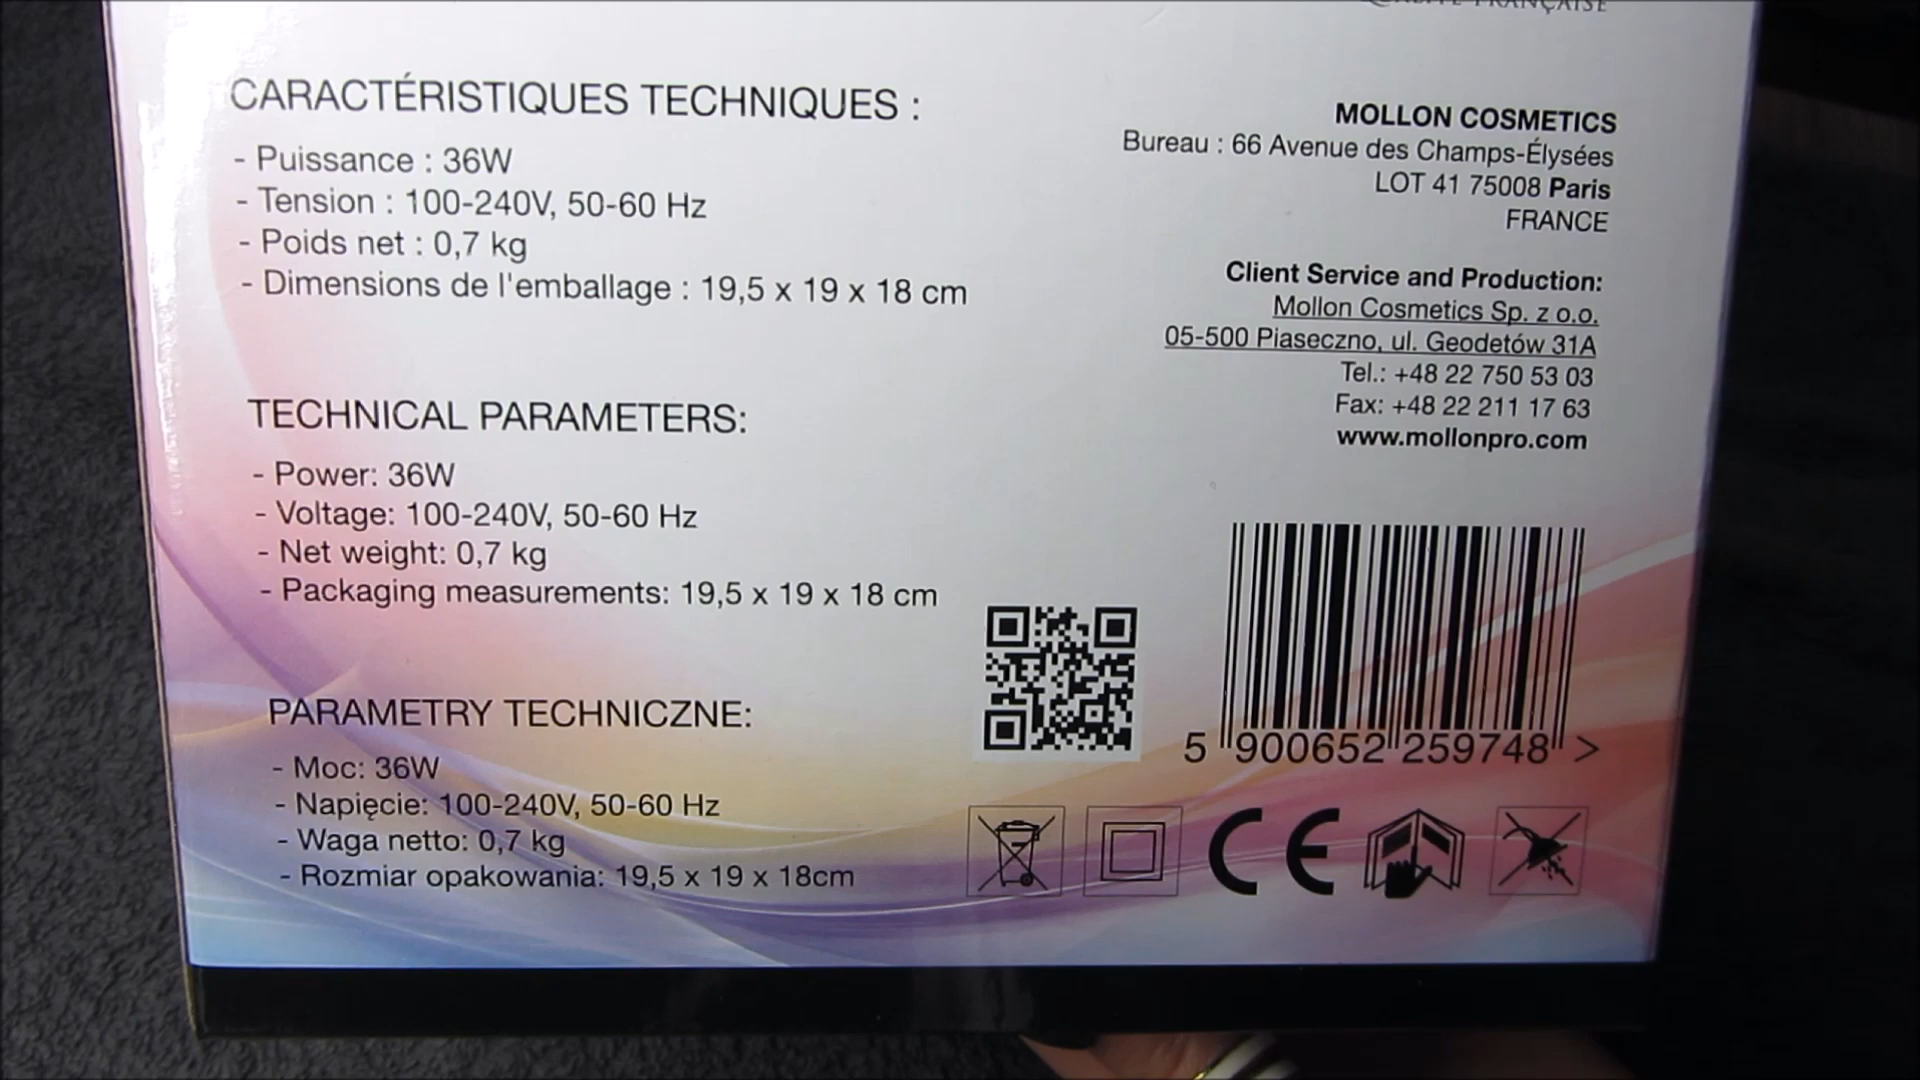 QUALITÉ FRANÇAISE
CARACTÉRISTIQUES TECHNIQUES :
- Puissance : 36W
- Tension : 100-240V, 50-60 Hz
- Poids net : 0,7 kg
- Dimensions de l'emballage : 19,5 x 19 x 18 cm
TECHNICAL PARAMETERS:
- Power: 36W
- Voltage: 100-240V, 50-60 Hz
- Net weight: 0,7 kg
- Packaging measurements: 19,5 x 19 x 18 cm
PARAMETRY TECHNICZNE:
- Moc: 36W
- Napięcie: 100-240V, 50-60 Hz
- Waga netto: 0,7 kg
- Rozmiar opakowania: 19,5 x 19 x 18cm
MOLLON COSMETICS
Bureau : 66 Avenue des Champs-Élysées
LOT 41 75008 Paris
FRANCE
Client Service and Production:
Mollon Cosmetics Sp. z o.o.
05-500 Piaseczno, ul. Geodetów 31A
Tel.: +48 22 750 53 03
Fax: +48 22 211 17 63
www.mollonpro.com
5 900652 259748 >
CE